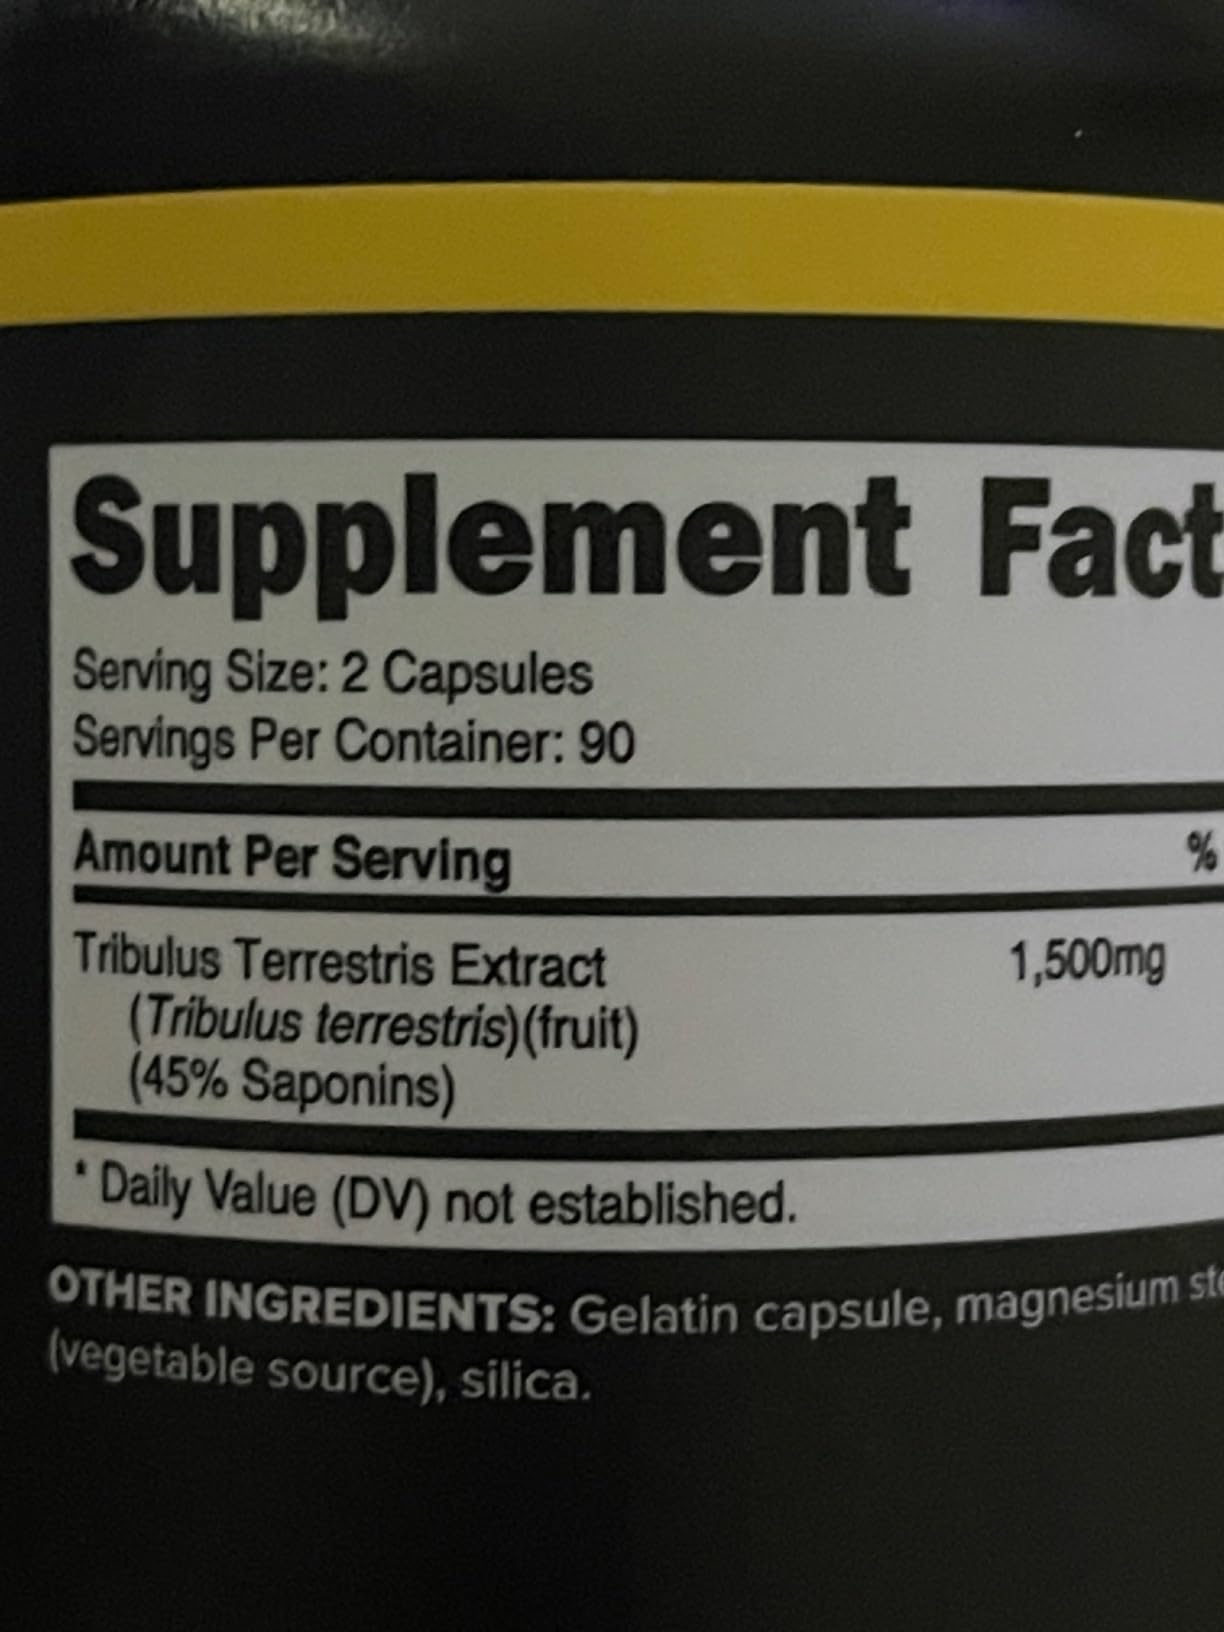 Supplement Fact
Serving Size: 2 Capsules
Servings Per Container: 90
Amount Per Serving %
Tribulus Terrestris Extract 1,500mg
(Tribulus terrestris)(fruit)
(45% Saponins)
* Daily Value (DV) not established.
OTHER INGREDIENTS: Gelatin capsule, magnesium
(vegetable source), silica.